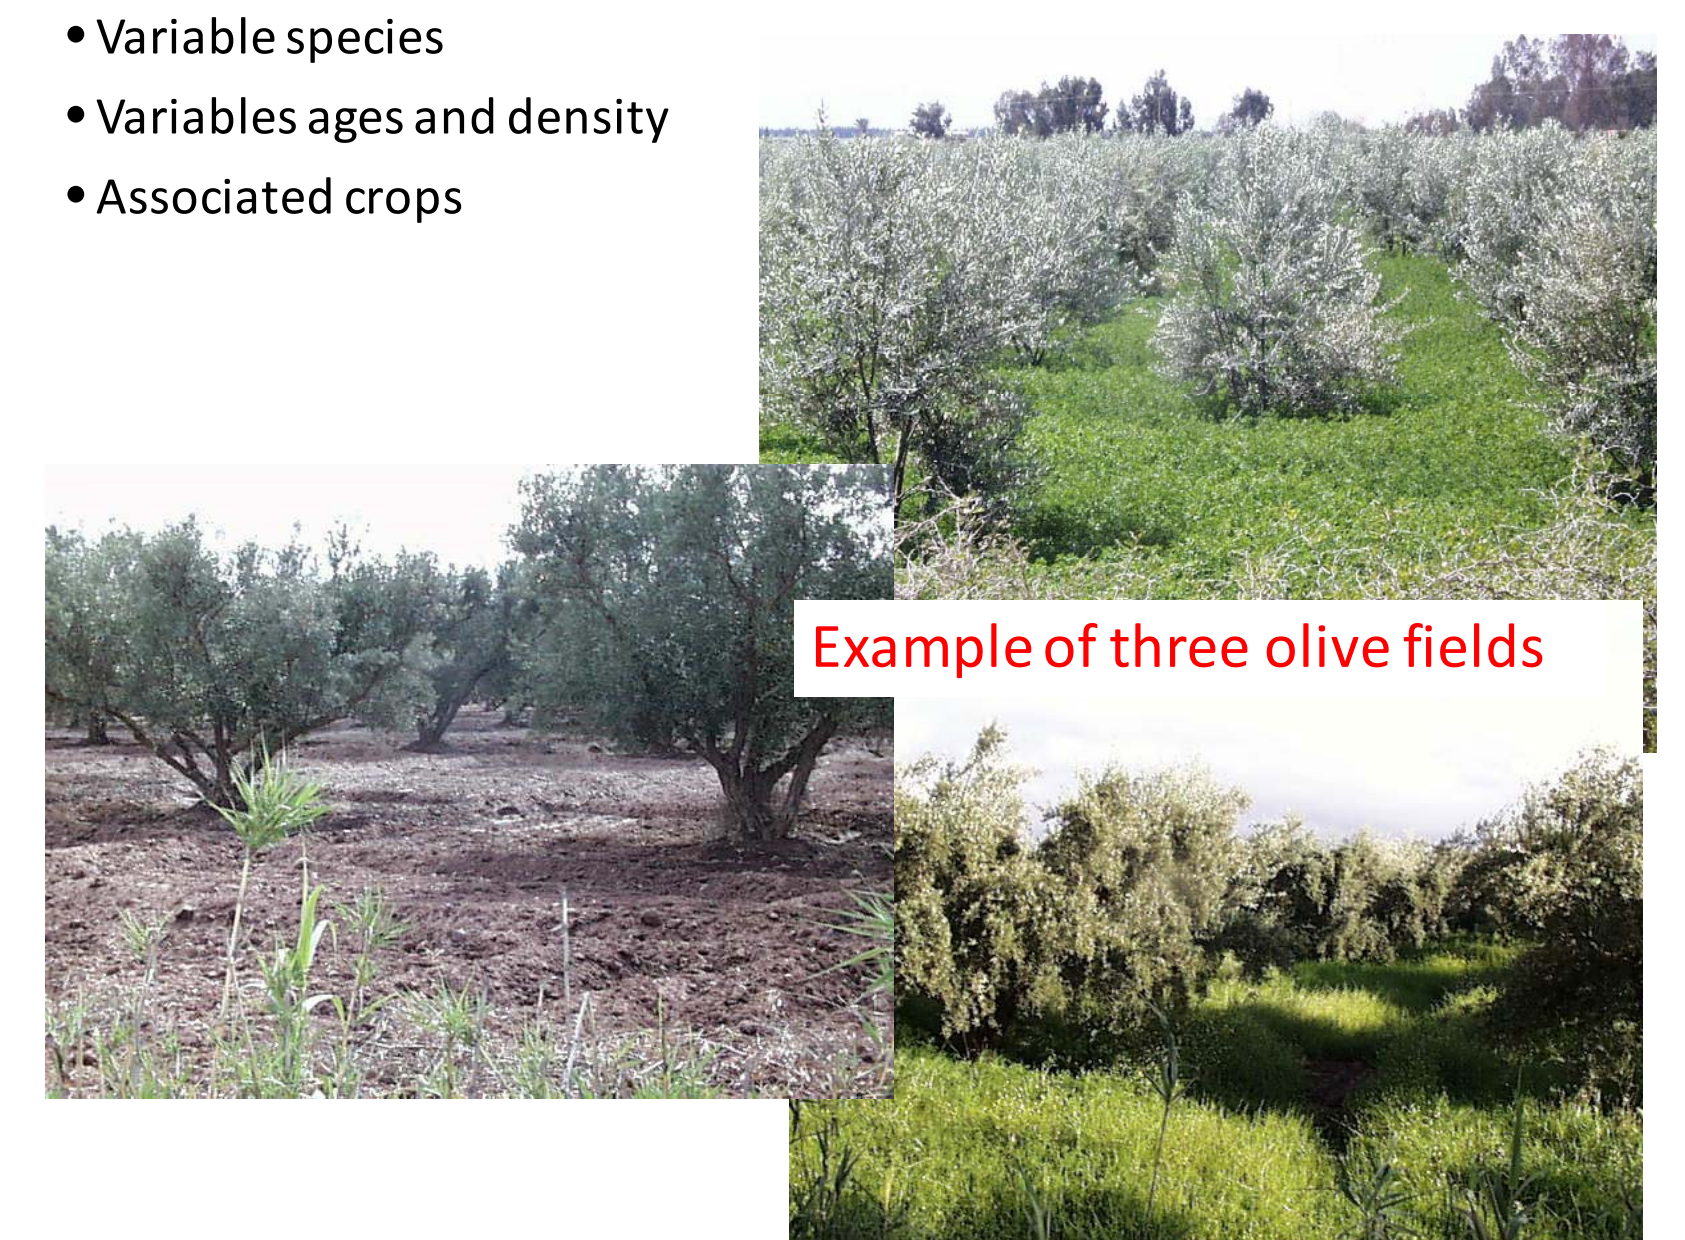 • Variable species
• Variables ages and density
• Associated crops
Example of three olive fields